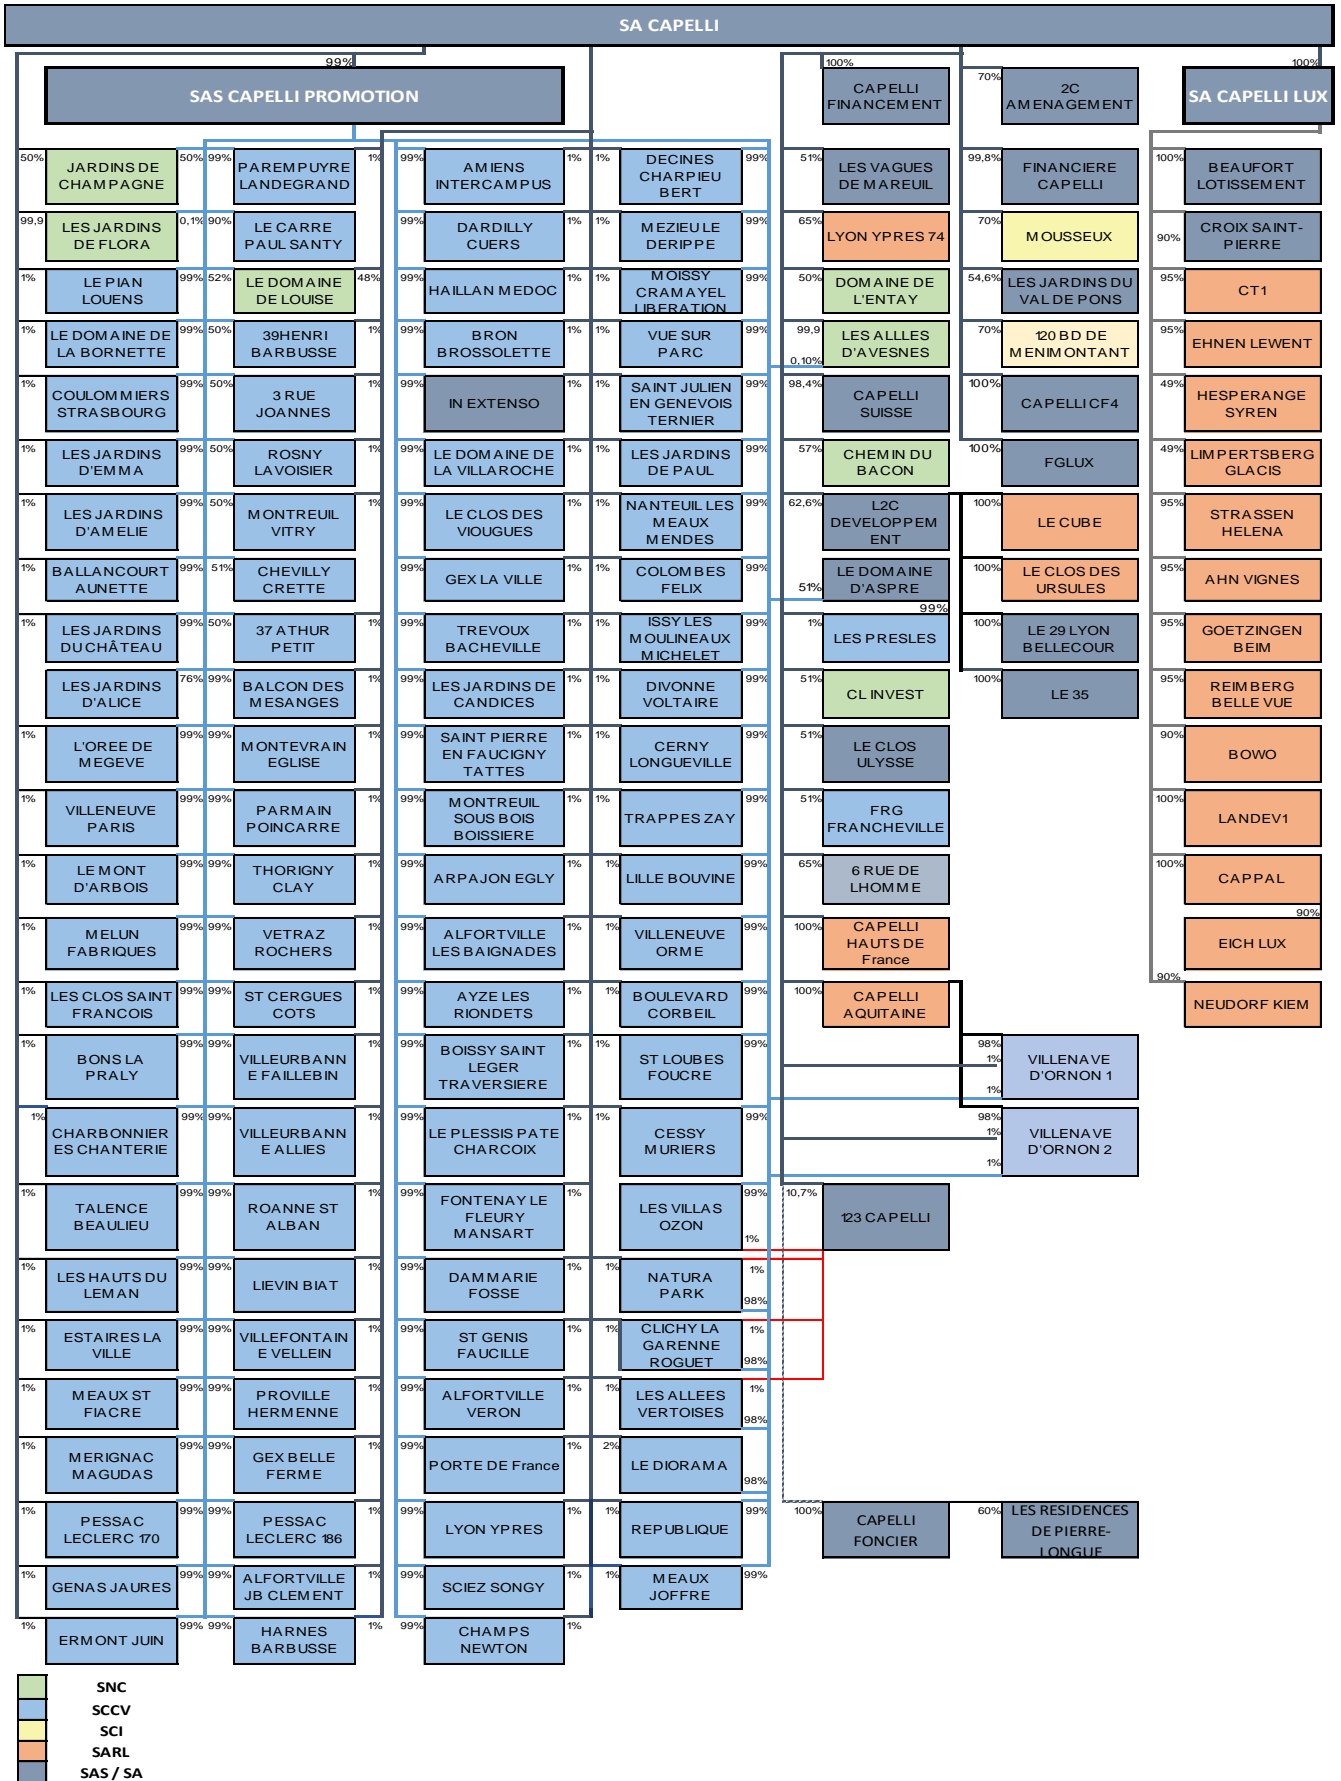 SA CAPELLI
99%
100%
70%
100%
SAS CAPELLI PROMOTION
CAPELLI
FINANCEMENT
2C
AMENAGEMENT
SA CAPELLI LUX
50%
JARDINS DE
CHAMPAGNE
50%
99%
PAREMPUYRE
LANDEGRAND
1%
99%
AMIENS
INTERCAMPUS
1%
1%
DECINES
CHARPIEU
BERT
99%
51%
LES VAGUES
DE MAREUIL
99,8%
FINANCIERE
CAPELLI
100%
BEAUFORT
LOTISSEMENT
99,9
LES JARDINS
DE FLORA
0,1%
90%
LE CARRE
PAUL SANTY
99%
DARDILLY
CUERS
1%
1%
MEZIEU LE
DERIPPE
99%
65%
LYON YPRES 74
70%
MOUSSEUX
90%
CROIX SAINT-
PIERRE
1%
LE PIAN
LOUENS
99%
52%
LE DOMAINE
DE LOUISE
48%
99%
HAILLAN MEDOC
1%
1%
MOISSY
CRAMAYEL
LIBERATION
99%
50%
DOMAINE DE
L'ENTAY
54,6%
LES JARDINS DU
VAL DE PONS
95%
CT1
1%
LE DOMAINE DE
LA BORNETTE
99%
50%
39HENRI
BARBUSSE
1%
99%
BRON
BROSSOLETTE
1%
1%
VUE SUR
PARC
99%
99,9
0,10%
LES ALLLES
D'AVESNES
70%
120 BD DE
MENIMONTANT
95%
EHNEN LEWENT
1%
COULOMMIERS
STRASBOURG
99%
50%
3 RUE
JOANNES
1%
99%
IN EXTENSO
1%
1%
SAINT JULIEN
EN GENEVOIS
TERNIER
99%
98,4%
CAPELLI
SUISSE
100%
CAPELLI CF4
49%
HESPERANGE
SYREN
1%
LES JARDINS
D'EMMA
99%
50%
ROSNY
LAVOISIER
1%
99%
LE DOMAINE DE
LA VILLAROCHE
1%
1%
LES JARDINS
DE PAUL
99%
57%
CHEMIN DU
BACON
100%
FGLUX
49%
LIMPERTSBERG
GLACIS
1%
LES JARDINS
D'AMELIE
99%
50%
MONTREUIL
VITRY
1%
99%
LE CLOS DES
VIOUGUES
1%
1%
NANTEUIL LES
MEAUX
MENDES
99%
62,6%
L2C
DEVELOPPEM
ENT
100%
LE CUBE
95%
STRASSEN
HELENA
1%
BALLANCOURT
AUNETTE
99%
51%
CHEVILLY
CRETTE
1%
99%
GEX LA VILLE
1%
1%
COLOMBES
FELIX
99%
51%
LE DOMAINE
D'ASPRE
100%
LE CLOS DES
URSULES
95%
AHN VIGNES
1%
LES JARDINS
DU CHÂTEAU
99%
50%
37 ATHUR
PETIT
1%
99%
TREVOUX
BACHEVILLE
1%
1%
ISSY LES
MOULINEAUX
MICHELET
99%
1%
99%
LES PRESLES
100%
LE 29 LYON
BELLECOUR
95%
GOETZINGEN
BEIM
LES JARDINS
D'ALICE
76%
99%
BALCON DES
MESANGES
1%
99%
LES JARDINS DE
CANDICES
1%
1%
DIVONNE
VOLTAIRE
99%
51%
CL INVEST
100%
LE 35
95%
REIMBERG
BELLE VUE
1%
L'OREE DE
MEGEVE
99%
99%
MONTEVRAIN
EGLISE
1%
99%
SAINT PIERRE
EN FAUCIGNY
TATTES
1%
1%
CERNY
LONGUEVILLE
99%
51%
LE CLOS
ULYSSE
90%
BOWO
1%
VILLENEUVE
PARIS
99%
99%
PARMAIN
POINCARRE
1%
99%
MONTREUIL
SOUS BOIS
BOISSIERE
1%
1%
TRAPPES ZAY
99%
51%
FRG
FRANCHEVILLE
100%
LANDEV1
1%
LE MONT
D'ARBOIS
99%
99%
THORIGNY
CLAY
1%
99%
ARPAJON EGLY
1%
1%
LILLE BOUVINE
99%
65%
6 RUE DE
LHOMME
100%
CAPPAL
1%
MELUN
FABRIQUES
99%
99%
VETRAZ
ROCHERS
1%
99%
ALFORTVILLE
LES BAIGNADES
1%
1%
VILLENEUVE
ORME
99%
100%
CAPELLI
HAUTS DE
France
90%
EICH LUX
1%
LES CLOS SAINT
FRANCOIS
99%
99%
ST CERGUES
COTS
1%
99%
AYZE LES
RIONDETS
1%
1%
BOULEVARD
CORBEIL
99%
100%
CAPELLI
AQUITAINE
90%
NEUDORF KIEM
1%
BONS LA
PRALY
99%
99%
VILLEURBANN
E FAILLEBIN
1%
99%
BOISSY SAINT
LEGER
TRAVERSIERE
1%
1%
ST LOUBES
FOUCRE
99%
98%
1%
1%
VILLENAVE
D'ORNON 1
1%
CHARBONNIER
ES CHANTERIE
99%
99%
VILLEURBANN
E ALLIES
1%
99%
LE PLESSIS PATE
CHARCOIX
1%
1%
CESSY
MURIERS
99%
98%
1%
1%
VILLENAVE
D'ORNON 2
1%
TALENCE
BEAULIEU
99%
99%
ROANNE ST
ALBAN
1%
99%
FONTENAY LE
FLEURY
MANSART
1%
LES VILLAS
OZON
99%
1%
10,7%
123 CAPELLI
1%
LES HAUTS DU
LEMAN
99%
99%
LIEVIN BIAT
1%
99%
DAMMARIE
FOSSE
1%
1%
NATURA
PARK
1%
98%
1%
ESTAIRES LA
VILLE
99%
99%
VILLEFONTAIN
E VELLEIN
1%
99%
ST GENIS
FAUCILLE
1%
1%
CLICHY LA
GARENNE
ROGUET
1%
98%
1%
MEAUX ST
FIACRE
99%
99%
PROVILLE
HERMENNE
1%
99%
ALFORTVILLE
VERON
1%
1%
LES ALLEES
VERTOISES
1%
98%
1%
MERIGNAC
MAGUDAS
99%
99%
GEX BELLE
FERME
1%
99%
PORTE DE France
1%
2%
LE DIORAMA
98%
1%
PESSAC
LECLERC 170
99%
99%
PESSAC
LECLERC 186
1%
99%
LYON YPRES
1%
1%
REPUBLIQUE
99%
100%
CAPELLI
FONCIER
60%
LES RESIDENCES
DE PIERRE-
LONGUE
1%
GENAS JAURES
99%
99%
ALFORTVILLE
JB CLEMENT
1%
99%
SCIEZ SONGY
1%
1%
MEAUX
JOFFRE
99%
1%
ERMONT JUIN
99%
99%
HARNES
BARBUSSE
1%
99%
CHAMPS
NEWTON
1%
SNC
SCCV
SCI
SARL
SAS / SA